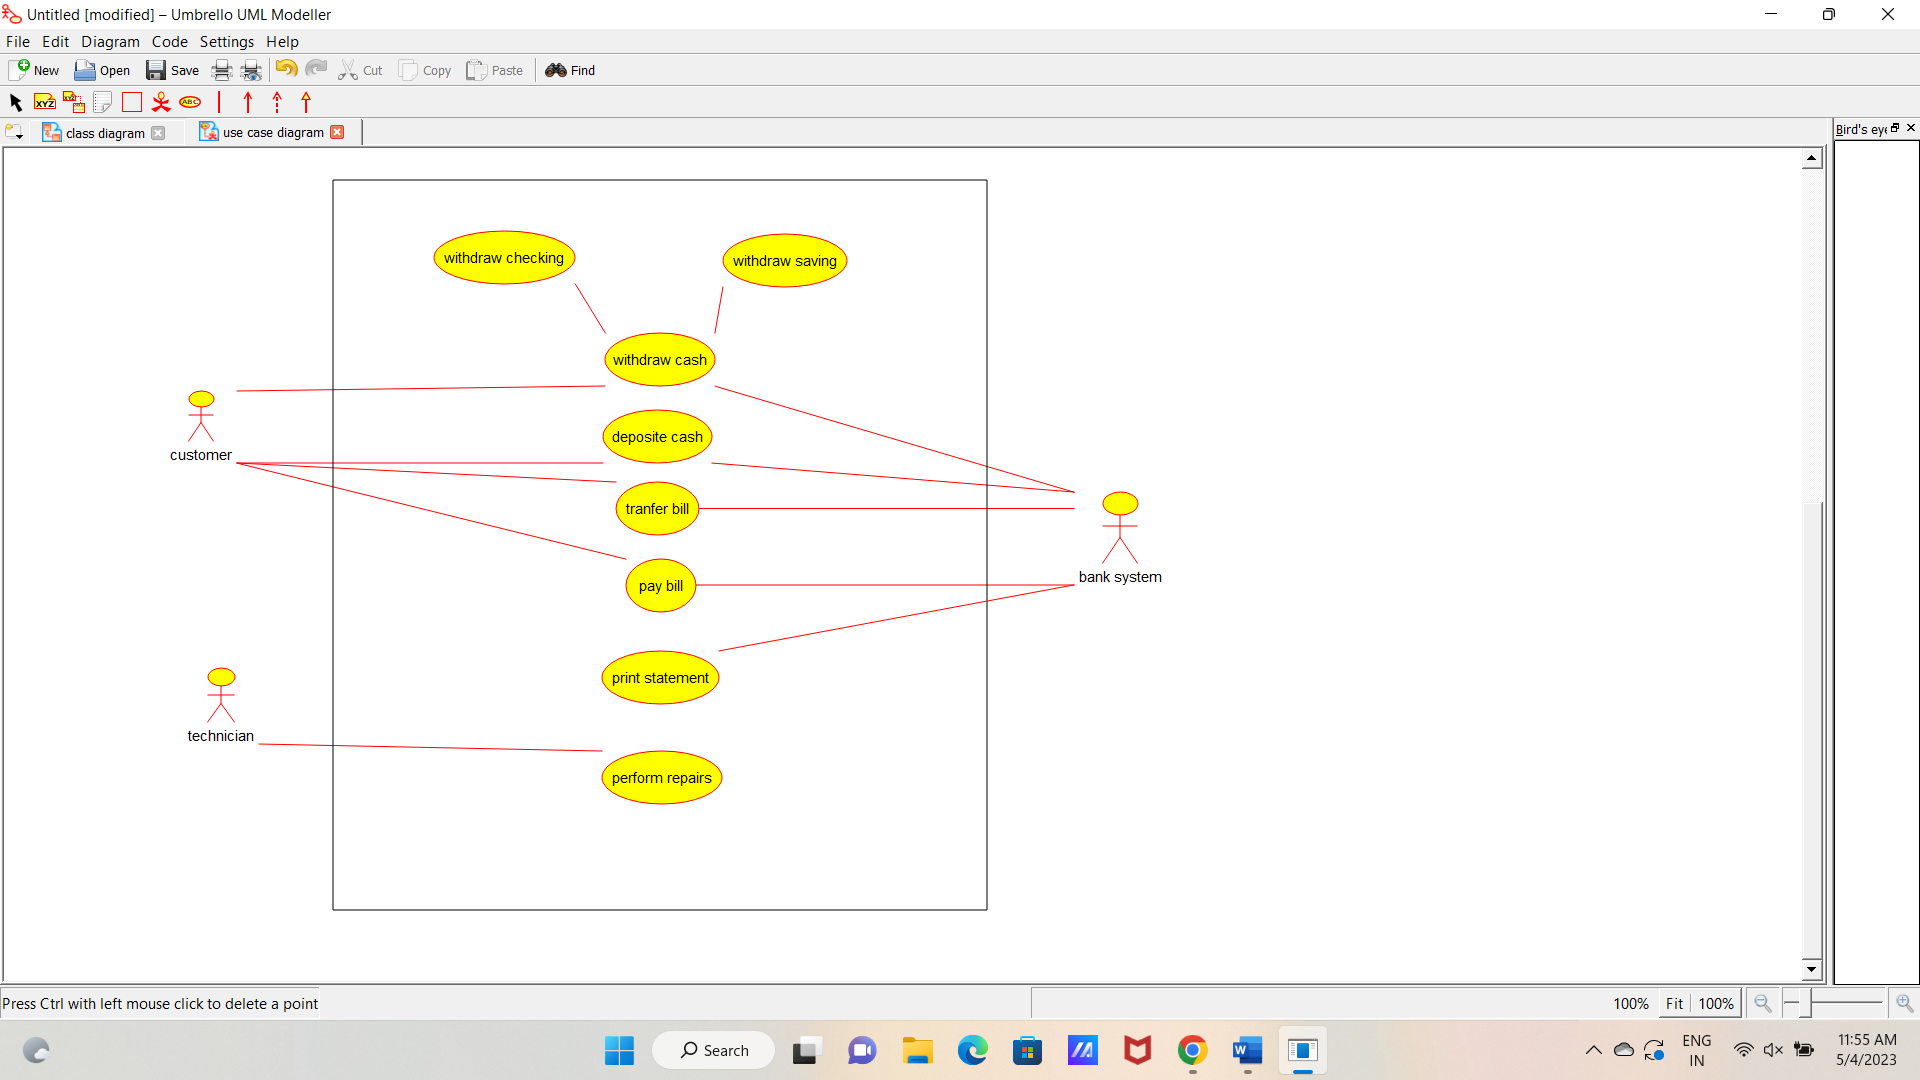 Untitled [modified] – Umbrello UML Modeller
File Edit Diagram Code Settings Help
New Open Save Cut Copy Paste Find
XYZ XYZ ABC
class diagram use case diagram Bird's eye
withdraw checking
withdraw saving
withdraw cash
customer
deposite cash
tranfer bill
bank system
pay bill
print statement
technician
perform repairs
Press Ctrl with left mouse click to delete a point 100% Fit 100%
Search
ENG
IN
11:55 AM
5/4/2023